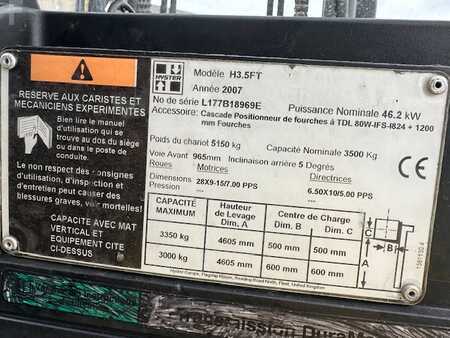 HYSTER
Modèle H3.5FT
Année 2007
No de série L177B18969E
Puissance Nominale 46.2 kW
Accessoire: Cascade Positionneur de fourches à TDL 80W-IFS-I824 + 1200
mm Fourches
Poids du chariot 5150 kg
Capacité Nominale 3500 Kg
Voie Avant 965mm
Inclinaison arrière 5 Degrés
Roues Motrices Directrices
Dimensions 28X9-15/7.00 PPS 6.50X10/5.00 PPS
Pressions
CAPACITÉ MAXIMUM Hauteur de Levage Dim. A Centre de Charge Dim. B Dim. C
3350 kg 4605 mm 500 mm 500 mm
3000 kg 4605 mm 600 mm 600 mm
C
B
A
RESERVE AUX CARISTES ET
MECANICIENS EXPERIMENTES
Bien lire le manuel
d'utilisation qui se
trouve au dos du siège
ou dans le poste
de conduite.
Le non respect des consignes
d'utilisation, d'inspection et
d'entretien peut causer des
blessures graves, voir mortelles!
CAPACITÉ AVEC MAT
VERTICAL ET
EQUIPEMENT CITE
CI-DESSUS